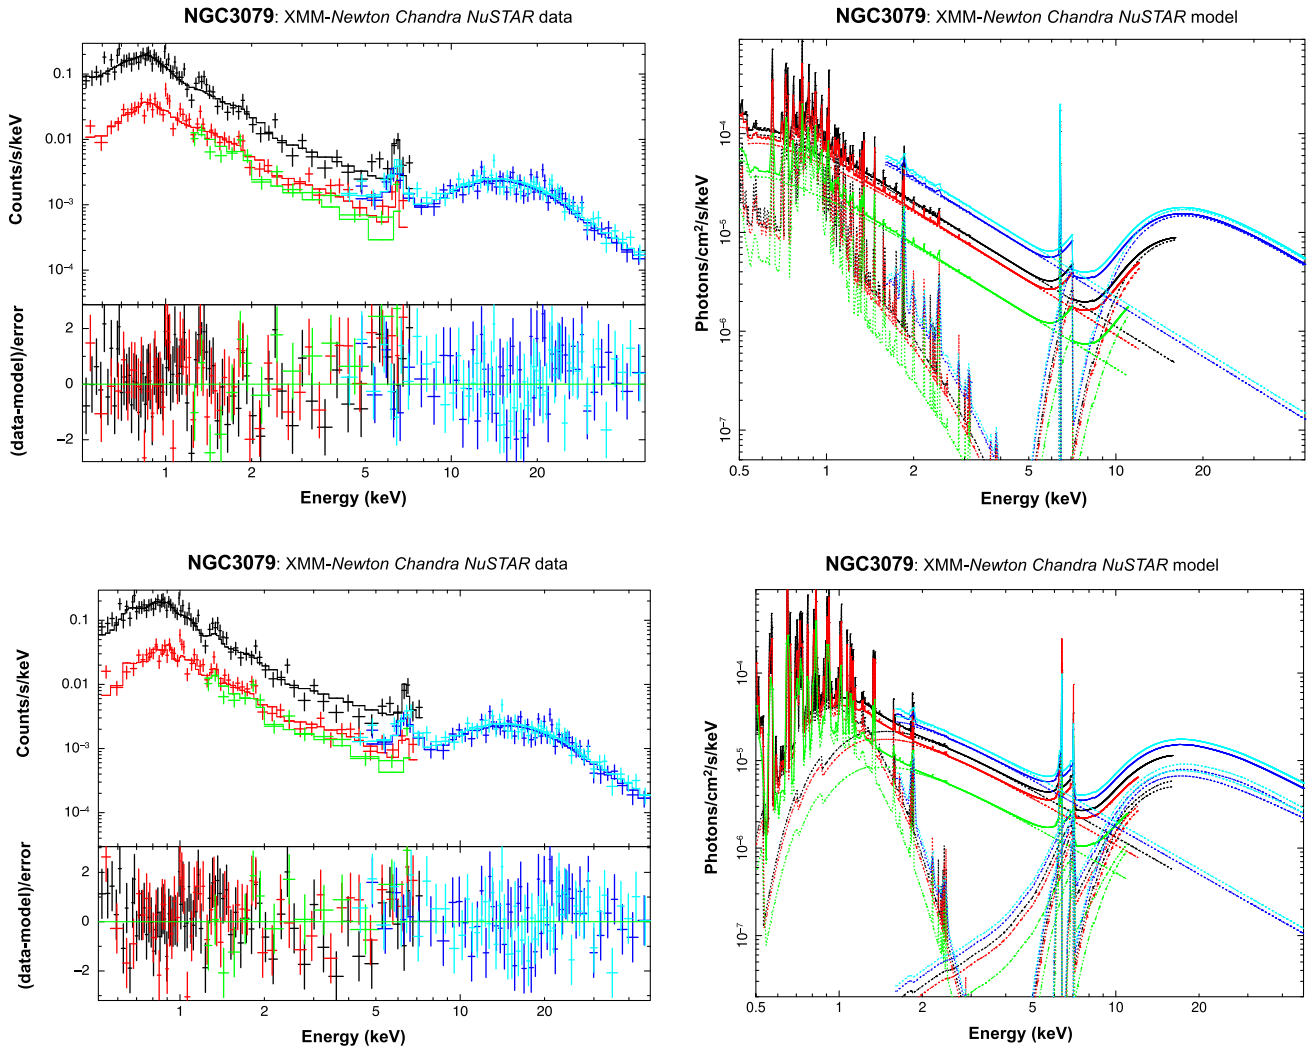 NGC3079: XMM-Newton Chandra NuSTAR data
0.1
0.01
10⁻³
10⁻⁴
Counts/s/keV
2
0
−2
(data-model)/error
1 2 5 10 20
Energy (keV)
NGC3079: XMM-Newton Chandra NuSTAR model
10⁻⁴
10⁻⁵
10⁻⁶
10⁻⁷
Photons/cm²/s/keV
0.5 1 2 5 10 20
Energy (keV)
NGC3079: XMM-Newton Chandra NuSTAR data
0.1
0.01
10⁻³
10⁻⁴
Counts/s/keV
2
0
−2
(data-model)/error
1 2 5 10 20
Energy (keV)
NGC3079: XMM-Newton Chandra NuSTAR model
10⁻⁴
10⁻⁵
10⁻⁶
10⁻⁷
Photons/cm²/s/keV
0.5 1 2 5 10 20
Energy (keV)